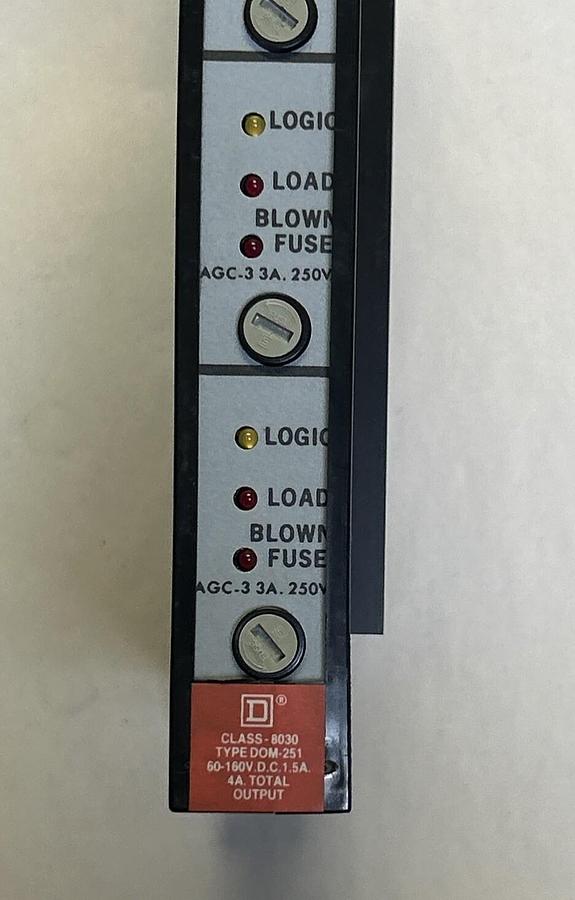 LOGIC
LOAD
BLOWN
FUSE
AGC-3 3A. 250V
LOGIC
LOAD
BLOWN
FUSE
AGC-3 3A. 250V
D®
CLASS-8030
TYPE DOM-251
60-160V.D.C.1.5A.
4A. TOTAL
OUTPUT